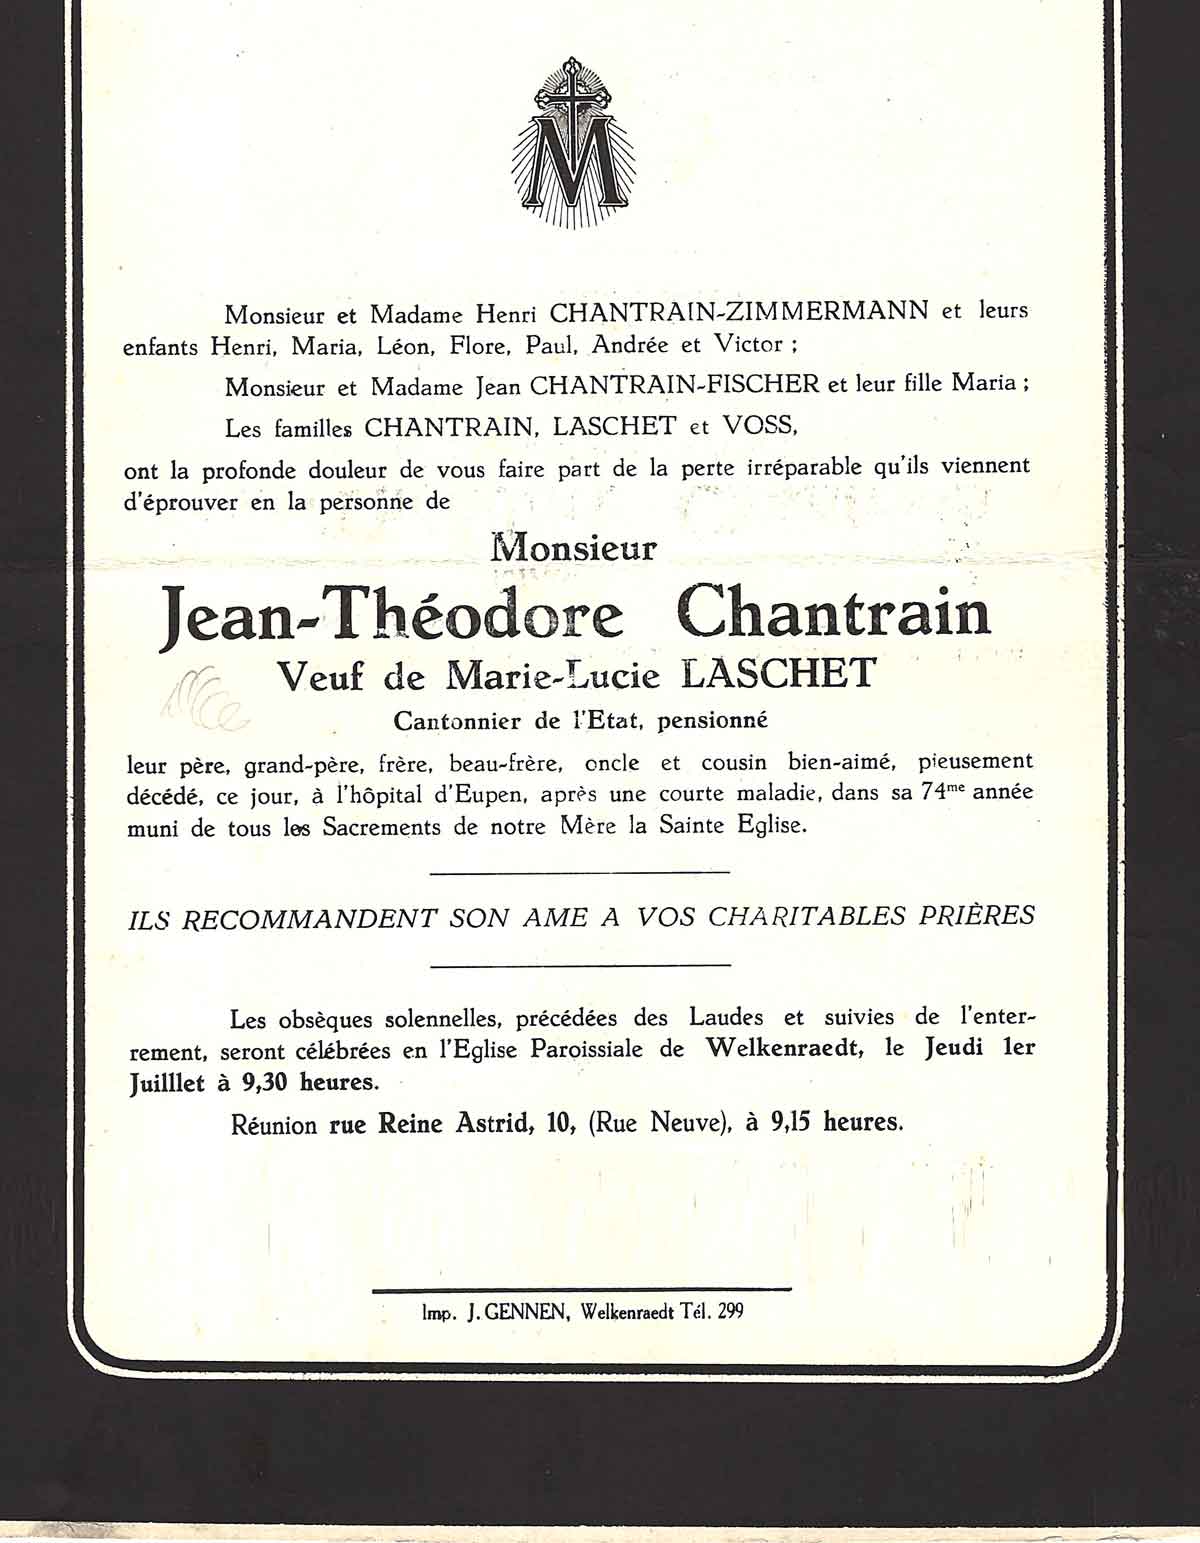 M
Monsieur et Madame Henri CHANTRAIN-ZIMMERMANN et leurs
enfants Henri, Maria, Léon, Flore, Paul, Andrée et Victor ;
Monsieur et Madame Jean CHANTRAIN-FISCHER et leur fille Maria ;
Les familles CHANTRAIN, LASCHET et VOSS,
ont la profonde douleur de vous faire part de la perte irréparable qu'ils viennent
d'éprouver en la personne de
Monsieur
Jean-Théodore Chantrain
Veuf de Marie-Lucie LASCHET
Cantonnier de l'Etat, pensionné
leur père, grand-père, frère, beau-frère, oncle et cousin bien-aimé, pieusement
décédé, ce jour, à l'hôpital d'Eupen, après une courte maladie, dans sa 74me année
muni de tous les Sacrements de notre Mère la Sainte Eglise.
ILS RECOMMANDENT SON AME A VOS CHARITABLES PRIÈRES
Les obsèques solennelles, précédées des Laudes et suivies de l'enter-
rement, seront célébrées en l'Eglise Paroissiale de Welkenraedt, le Jeudi 1er
Juilllet à 9,30 heures.
Réunion rue Reine Astrid, 10, (Rue Neuve), à 9,15 heures.
Imp. J. GENNEN, Welkenraedt Tél. 299